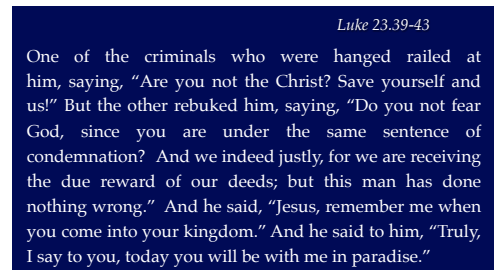 Luke 23.39-43
One of the criminals who were hanged railed at
him, saying, “Are you not the Christ? Save yourself and
us!” But the other rebuked him, saying, “Do you not fear
God, since you are under the same sentence of
condemnation? And we indeed justly, for we are receiving
the due reward of our deeds; but this man has done
nothing wrong.” And he said, “Jesus, remember me when
you come into your kingdom.” And he said to him, “Truly,
I say to you, today you will be with me in paradise.”